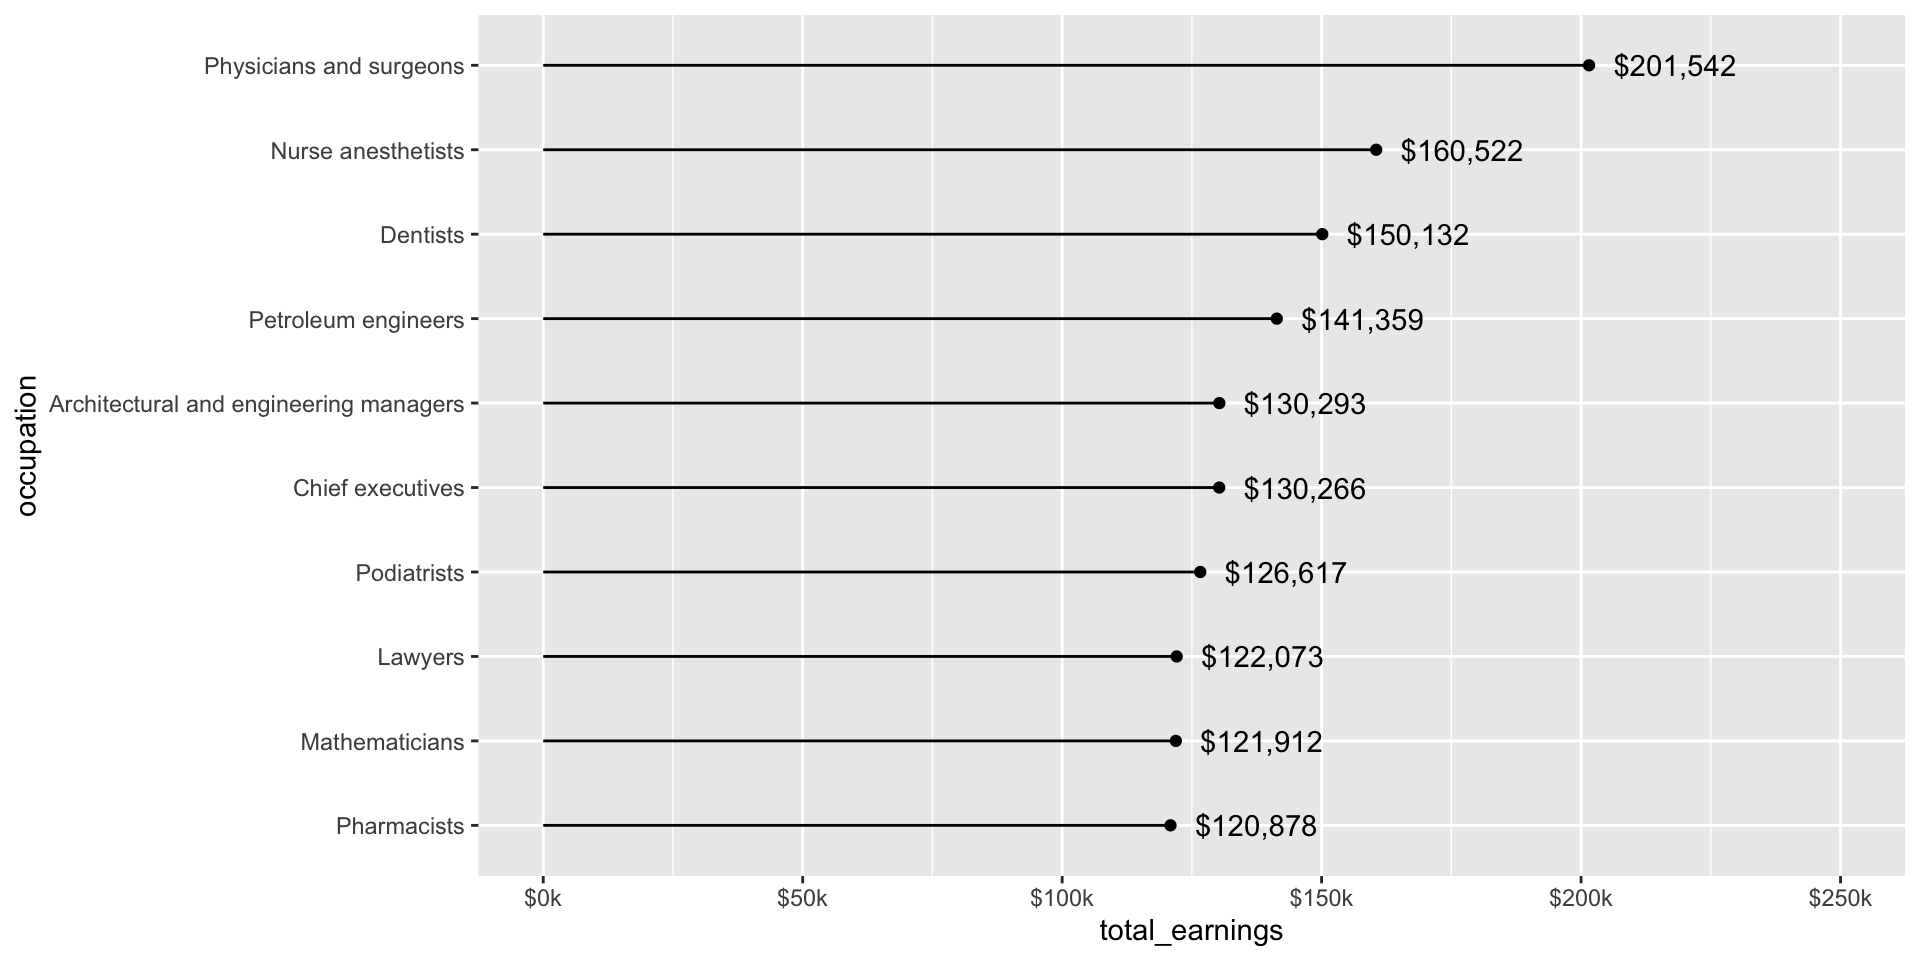 Physicians and surgeons $201,542
Nurse anesthetists $160,522
Dentists $150,132
Petroleum engineers $141,359
Architectural and engineering managers $130,293
Chief executives $130,266
Podiatrists $126,617
Lawyers $122,073
Mathematicians $121,912
Pharmacists $120,878
occupation
$0k $50k $100k $150k $200k $250k
total_earnings